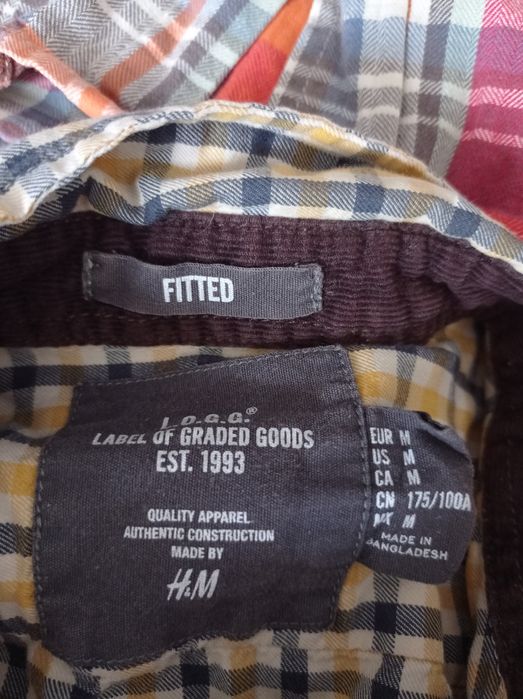 FITTED
L.O.G.G.®
LABEL OF GRADED GOODS
EST. 1993
QUALITY APPAREL
AUTHENTIC CONSTRUCTION
MADE BY
H&M
EUR M
US M
CA M
CN 175/100A
MX M
MADE IN
BANGLADESH